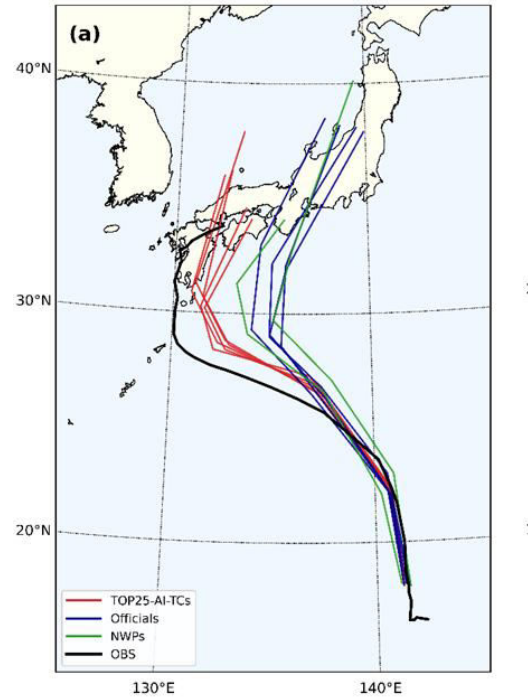 (a)
40°N
30°N
20°N
TOP25-AI-TCs
Officials
NWPs
OBS
130°E
140°E